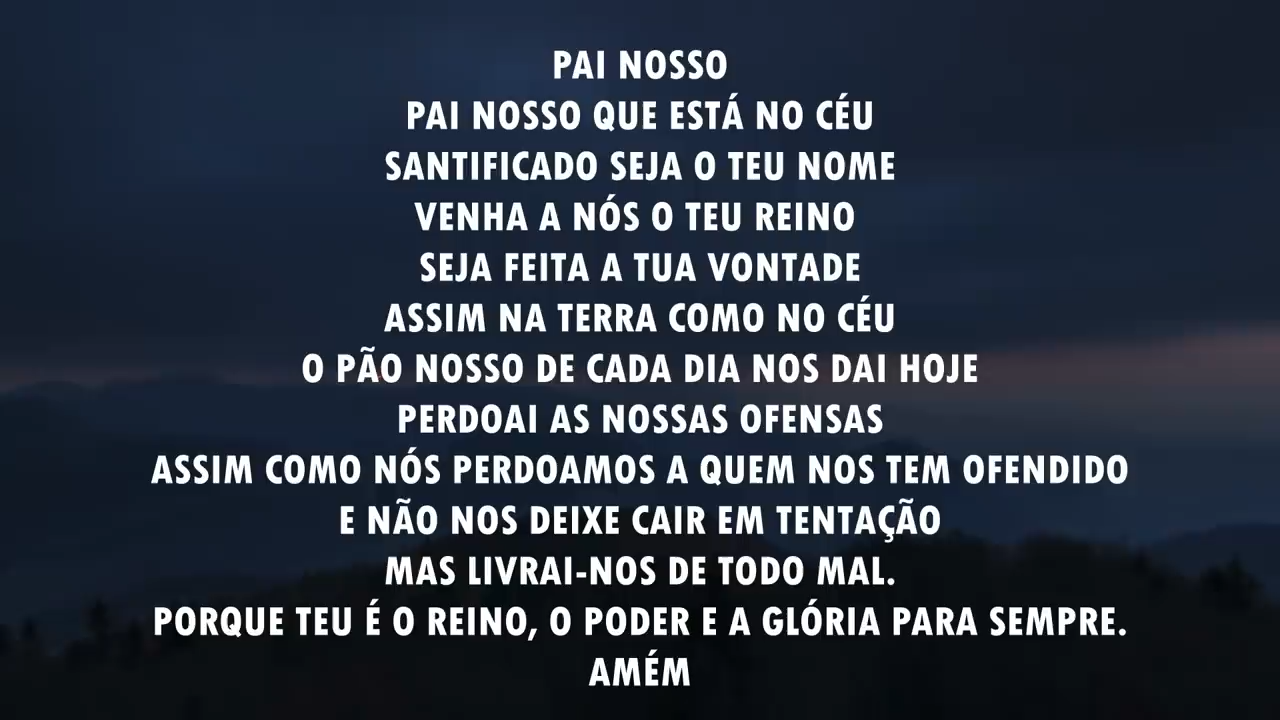 PAI NOSSO
PAI NOSSO QUE ESTÁ NO CÉU
SANTIFICADO SEJA O TEU NOME
VENHA A NÓS O TEU REINO
SEJA FEITA A TUA VONTADE
ASSIM NA TERRA COMO NO CÉU
O PÃO NOSSO DE CADA DIA NOS DAI HOJE
PERDOAI AS NOSSAS OFENSAS
ASSIM COMO NÓS PERDOAMOS A QUEM NOS TEM OFENDIDO
E NÃO NOS DEIXE CAIR EM TENTAÇÃO
MAS LIVRAI-NOS DE TODO MAL.
PORQUE TEU É O REINO, O PODER E A GLÓRIA PARA SEMPRE.
AMÉM